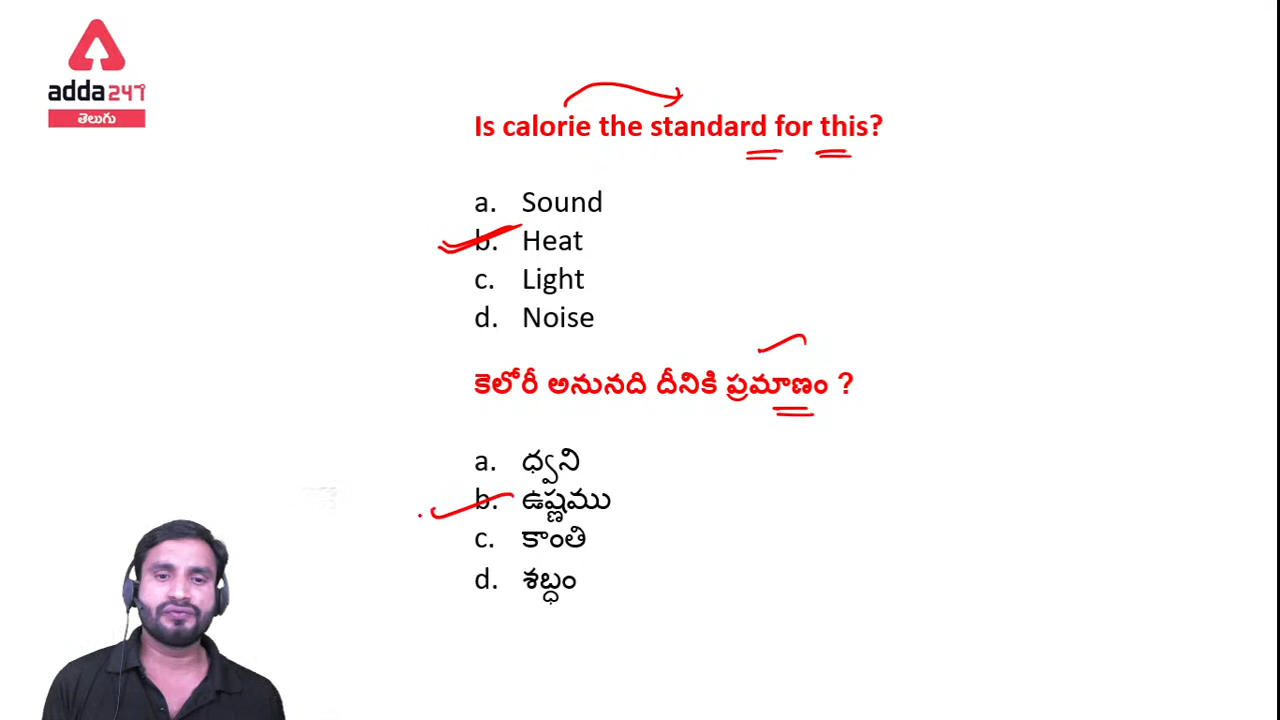 adda247
తెలుగు
Is calorie the standard for this?
a. Sound
b. Heat
c. Light
d. Noise
కెలోరీ అనునది దీనికి ప్రమాణం ?
a. ధ్వని
b. ఉష్ణము
c. కాంతి
d. శబ్ధం